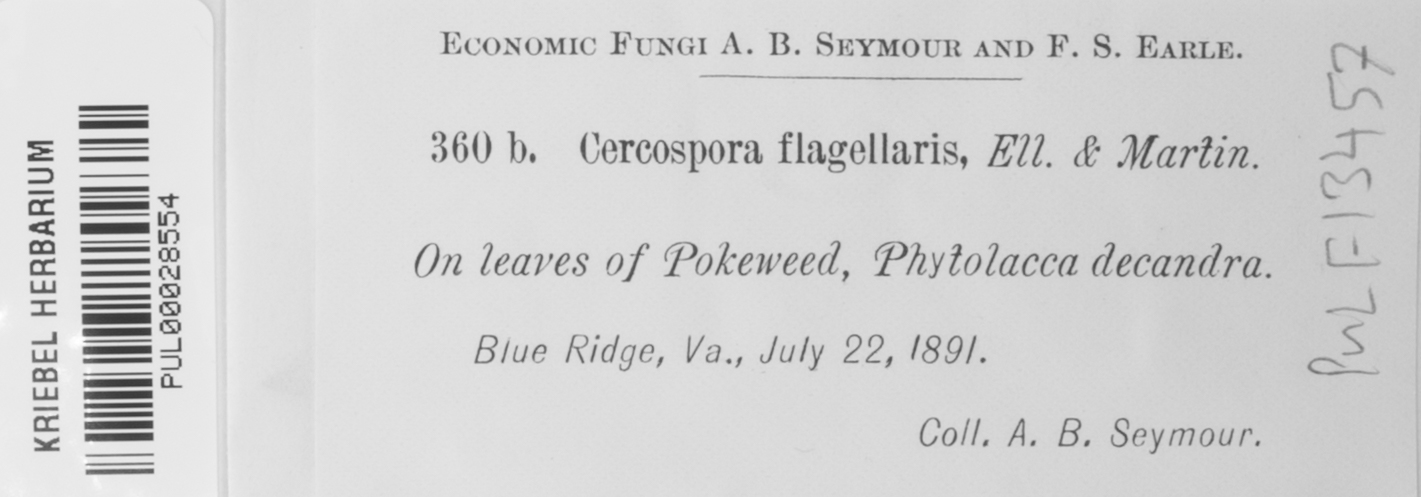 ECONOMIC FUNGI A. B. SEYMOUR AND F. S. EARLE.
360 b. Cercospora flagellaris, Ell. & Martin.
On leaves of Pokeweed, Phytolacca decandra.
Blue Ridge, Va., July 22, 1891.
Coll. A. B. Seymour.
KRIEBEL HERBARIUM
PUL00028554
PUL F13457